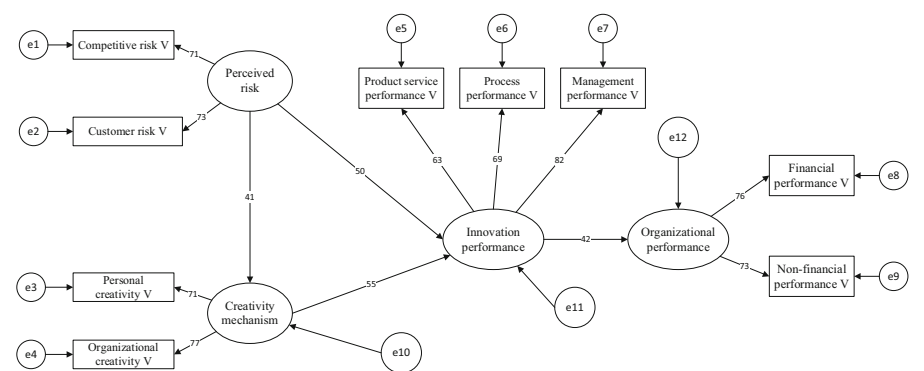 e5
e6
e7
e1
Competitive risk V
71
Perceived
risk
Product service
performance V
Process
performance V
Management
performance V
e2
Customer risk V
73
e12
63
69
82
50
Financial
performance V
e8
76
41
Innovation
performance
42
Organizational
performance
e3
Personal
creativity V
71
55
73
Non-financial
performance V
e9
Creativity
mechanism
e11
e4
Organizational
creativity V
77
e10